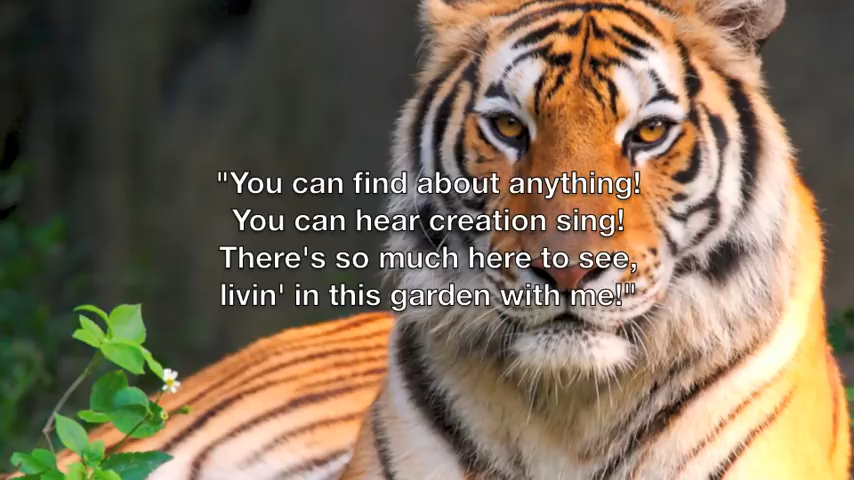 "You can find about anything!
You can hear creation sing!
There's so much here to see,
livin' in this garden with me!"